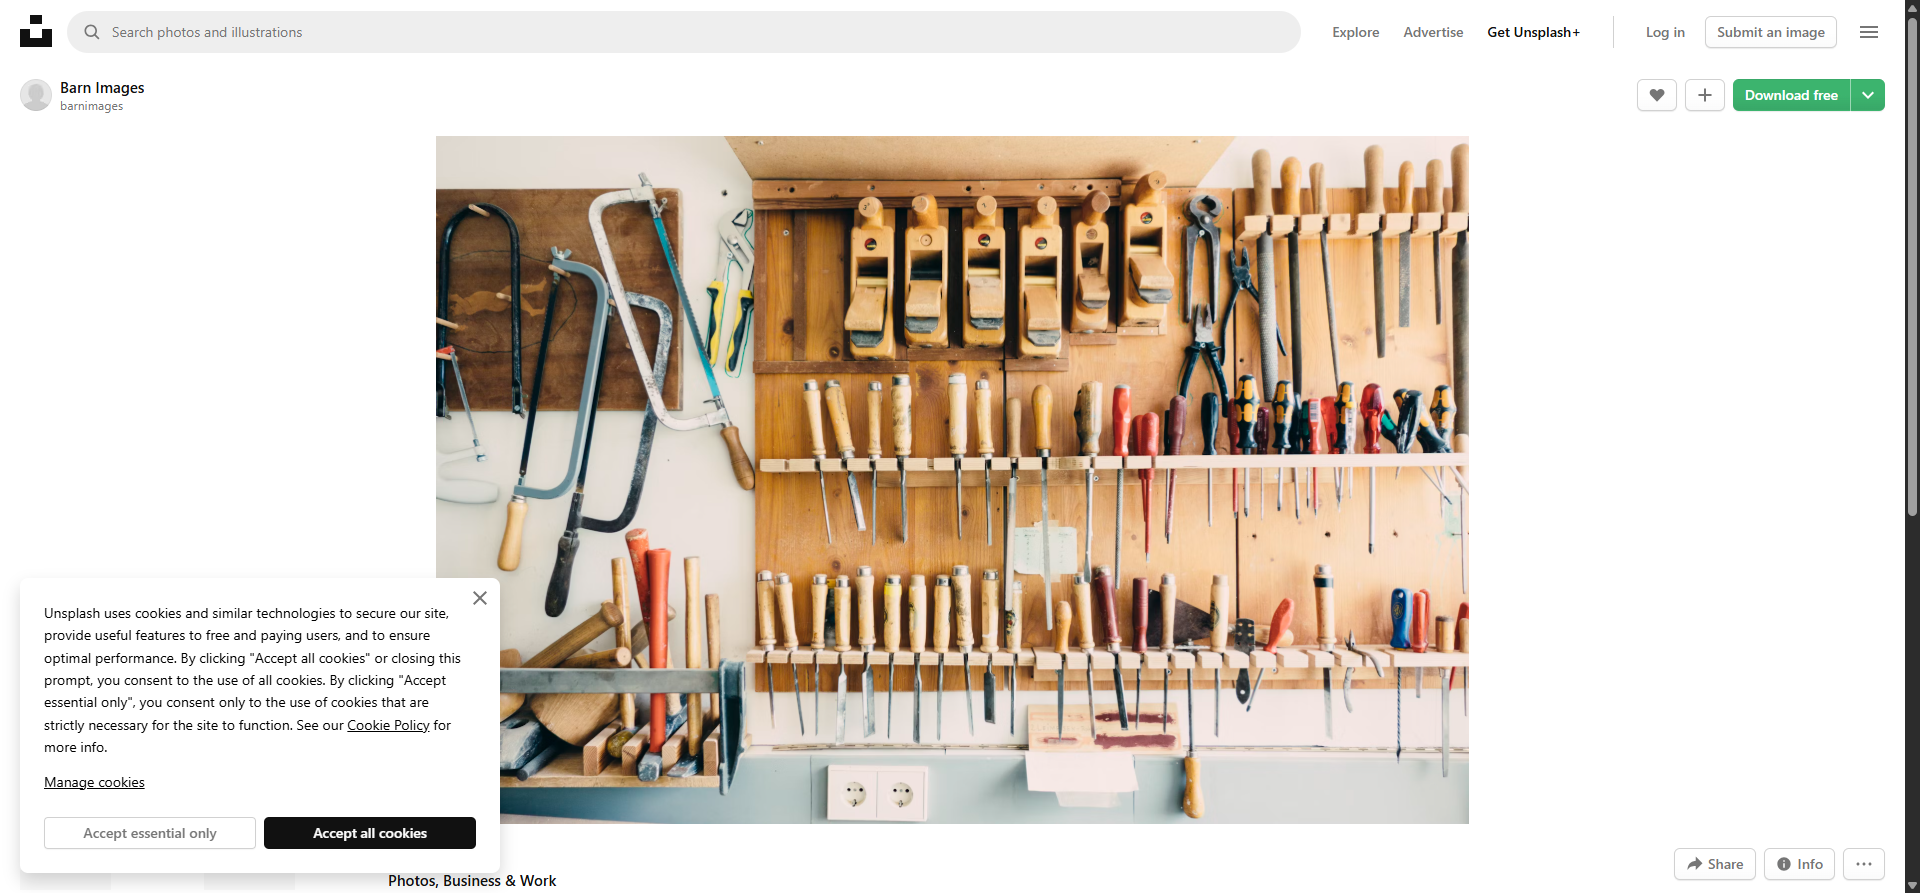 Search photos and illustrations
Explore
Advertise
Get Unsplash+
Log in
Submit an image
Barn Images
barnimages
Download free
Unsplash uses cookies and similar technologies to secure our site,
provide useful features to free and paying users, and to ensure
optimal performance. By clicking "Accept all cookies" or closing this
prompt, you consent to the use of all cookies. By clicking "Accept
essential only", you consent only to the use of cookies that are
strictly necessary for the site to function. See our Cookie Policy for
more info.
Manage cookies
Accept essential only
Accept all cookies
Share
Info
Photos, Business & Work